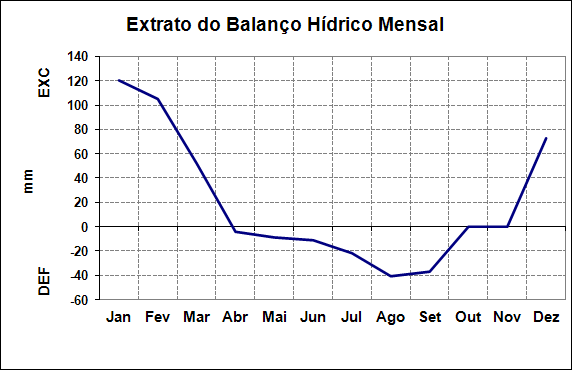 Extrato do Balanço Hídrico Mensal
EXC
mm
DEF
140
120
100
80
60
40
20
0
-20
-40
-60
Jan Fev Mar Abr Mai Jun Jul Ago Set Out Nov Dez